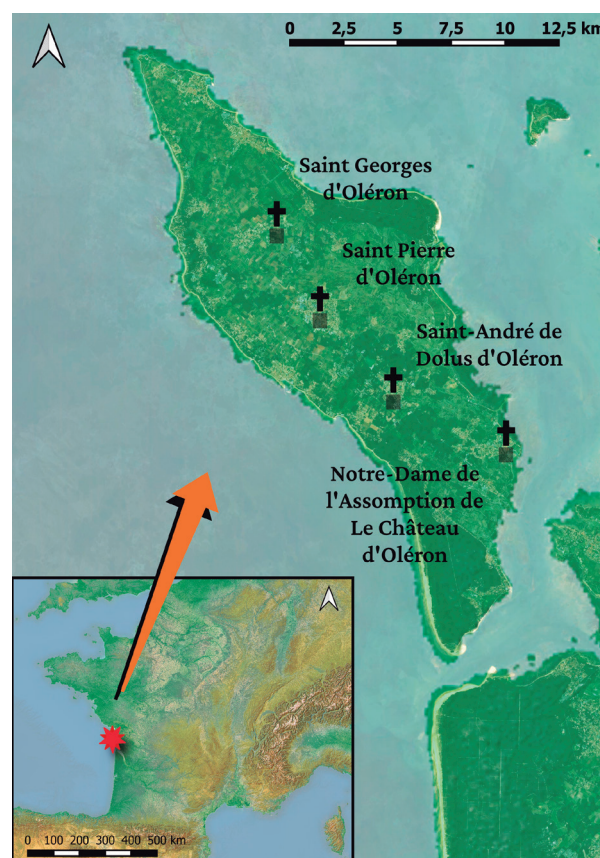 0 2,5 5 7,5 10 12,5 km
Saint Georges
d'Oléron
Saint Pierre
d'Oléron
Saint-André de
Dolus d'Oléron
Notre-Dame de
l'Assomption de
Le Château
d'Oléron
0 100 200 300 400 500 km